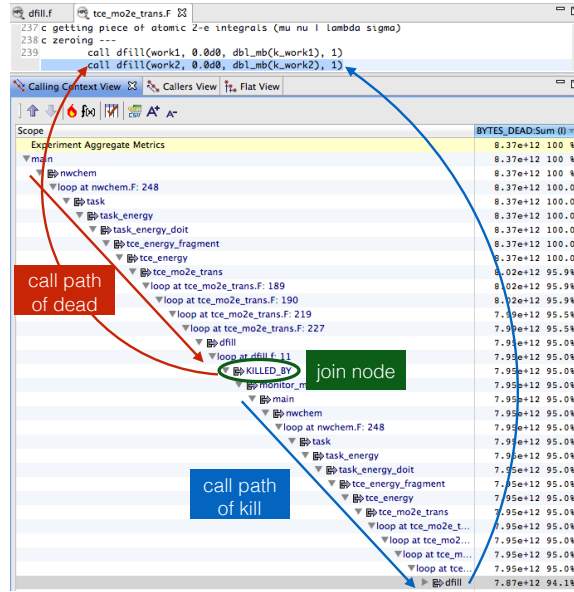 dfill.f tce_mo2e_trans.F
237 c getting piece of atomic 2-e integrals (mu nu | lambda sigma)
238 c zeroing ---
239 call dfill(work1, 0.0d0, dbl_mb(k_work1), 1)
call dfill(work2, 0.0d0, dbl_mb(k_work2), 1)
Calling Context View Callers View Flat View
f(x) A+ A-
Scope BYTES_DEAD:Sum (I)
Experiment Aggregate Metrics 8.37e+12 100 %
main 8.37e+12 100 %
nwchem 8.37e+12 100 %
loop at nwchem.F: 248 8.37e+12 100.0
task 8.37e+12 100.0
task_energy 8.37e+12 100.0
task_energy_doit 8.37e+12 100.0
tce_energy_fragment 8.37e+12 100.0
tce_energy 8.37e+12 100.0
tce_mo2e_trans 8.02e+12 95.9%
loop at tce_mo2e_trans.F: 189 8.02e+12 95.9%
loop at tce_mo2e_trans.F: 190 8.02e+12 95.9%
loop at tce_mo2e_trans.F: 219 7.99e+12 95.5%
loop at tce_mo2e_trans.F: 227 7.99e+12 95.5%
dfill 7.95e+12 95.0%
loop at dfill.f: 11 7.95e+12 95.0%
KILLED_BY 7.95e+12 95.0%
monitor_m 7.95e+12 95.0%
main 7.95e+12 95.0%
nwchem 7.95e+12 95.0%
loop at nwchem.F: 248 7.95e+12 95.0%
task 7.95e+12 95.0%
task_energy 7.95e+12 95.0%
task_energy_doit 7.95e+12 95.0%
tce_energy_fragment 7.95e+12 95.0%
tce_energy 7.95e+12 95.0%
tce_mo2e_trans 7.95e+12 95.0%
loop at tce_mo2e_t... 7.95e+12 95.0%
loop at tce_mo2... 7.95e+12 95.0%
loop at tce_m... 7.95e+12 95.0%
loop at tce... 7.95e+12 95.0%
dfill 7.87e+12 94.1%
call path
of dead
join node
call path
of kill